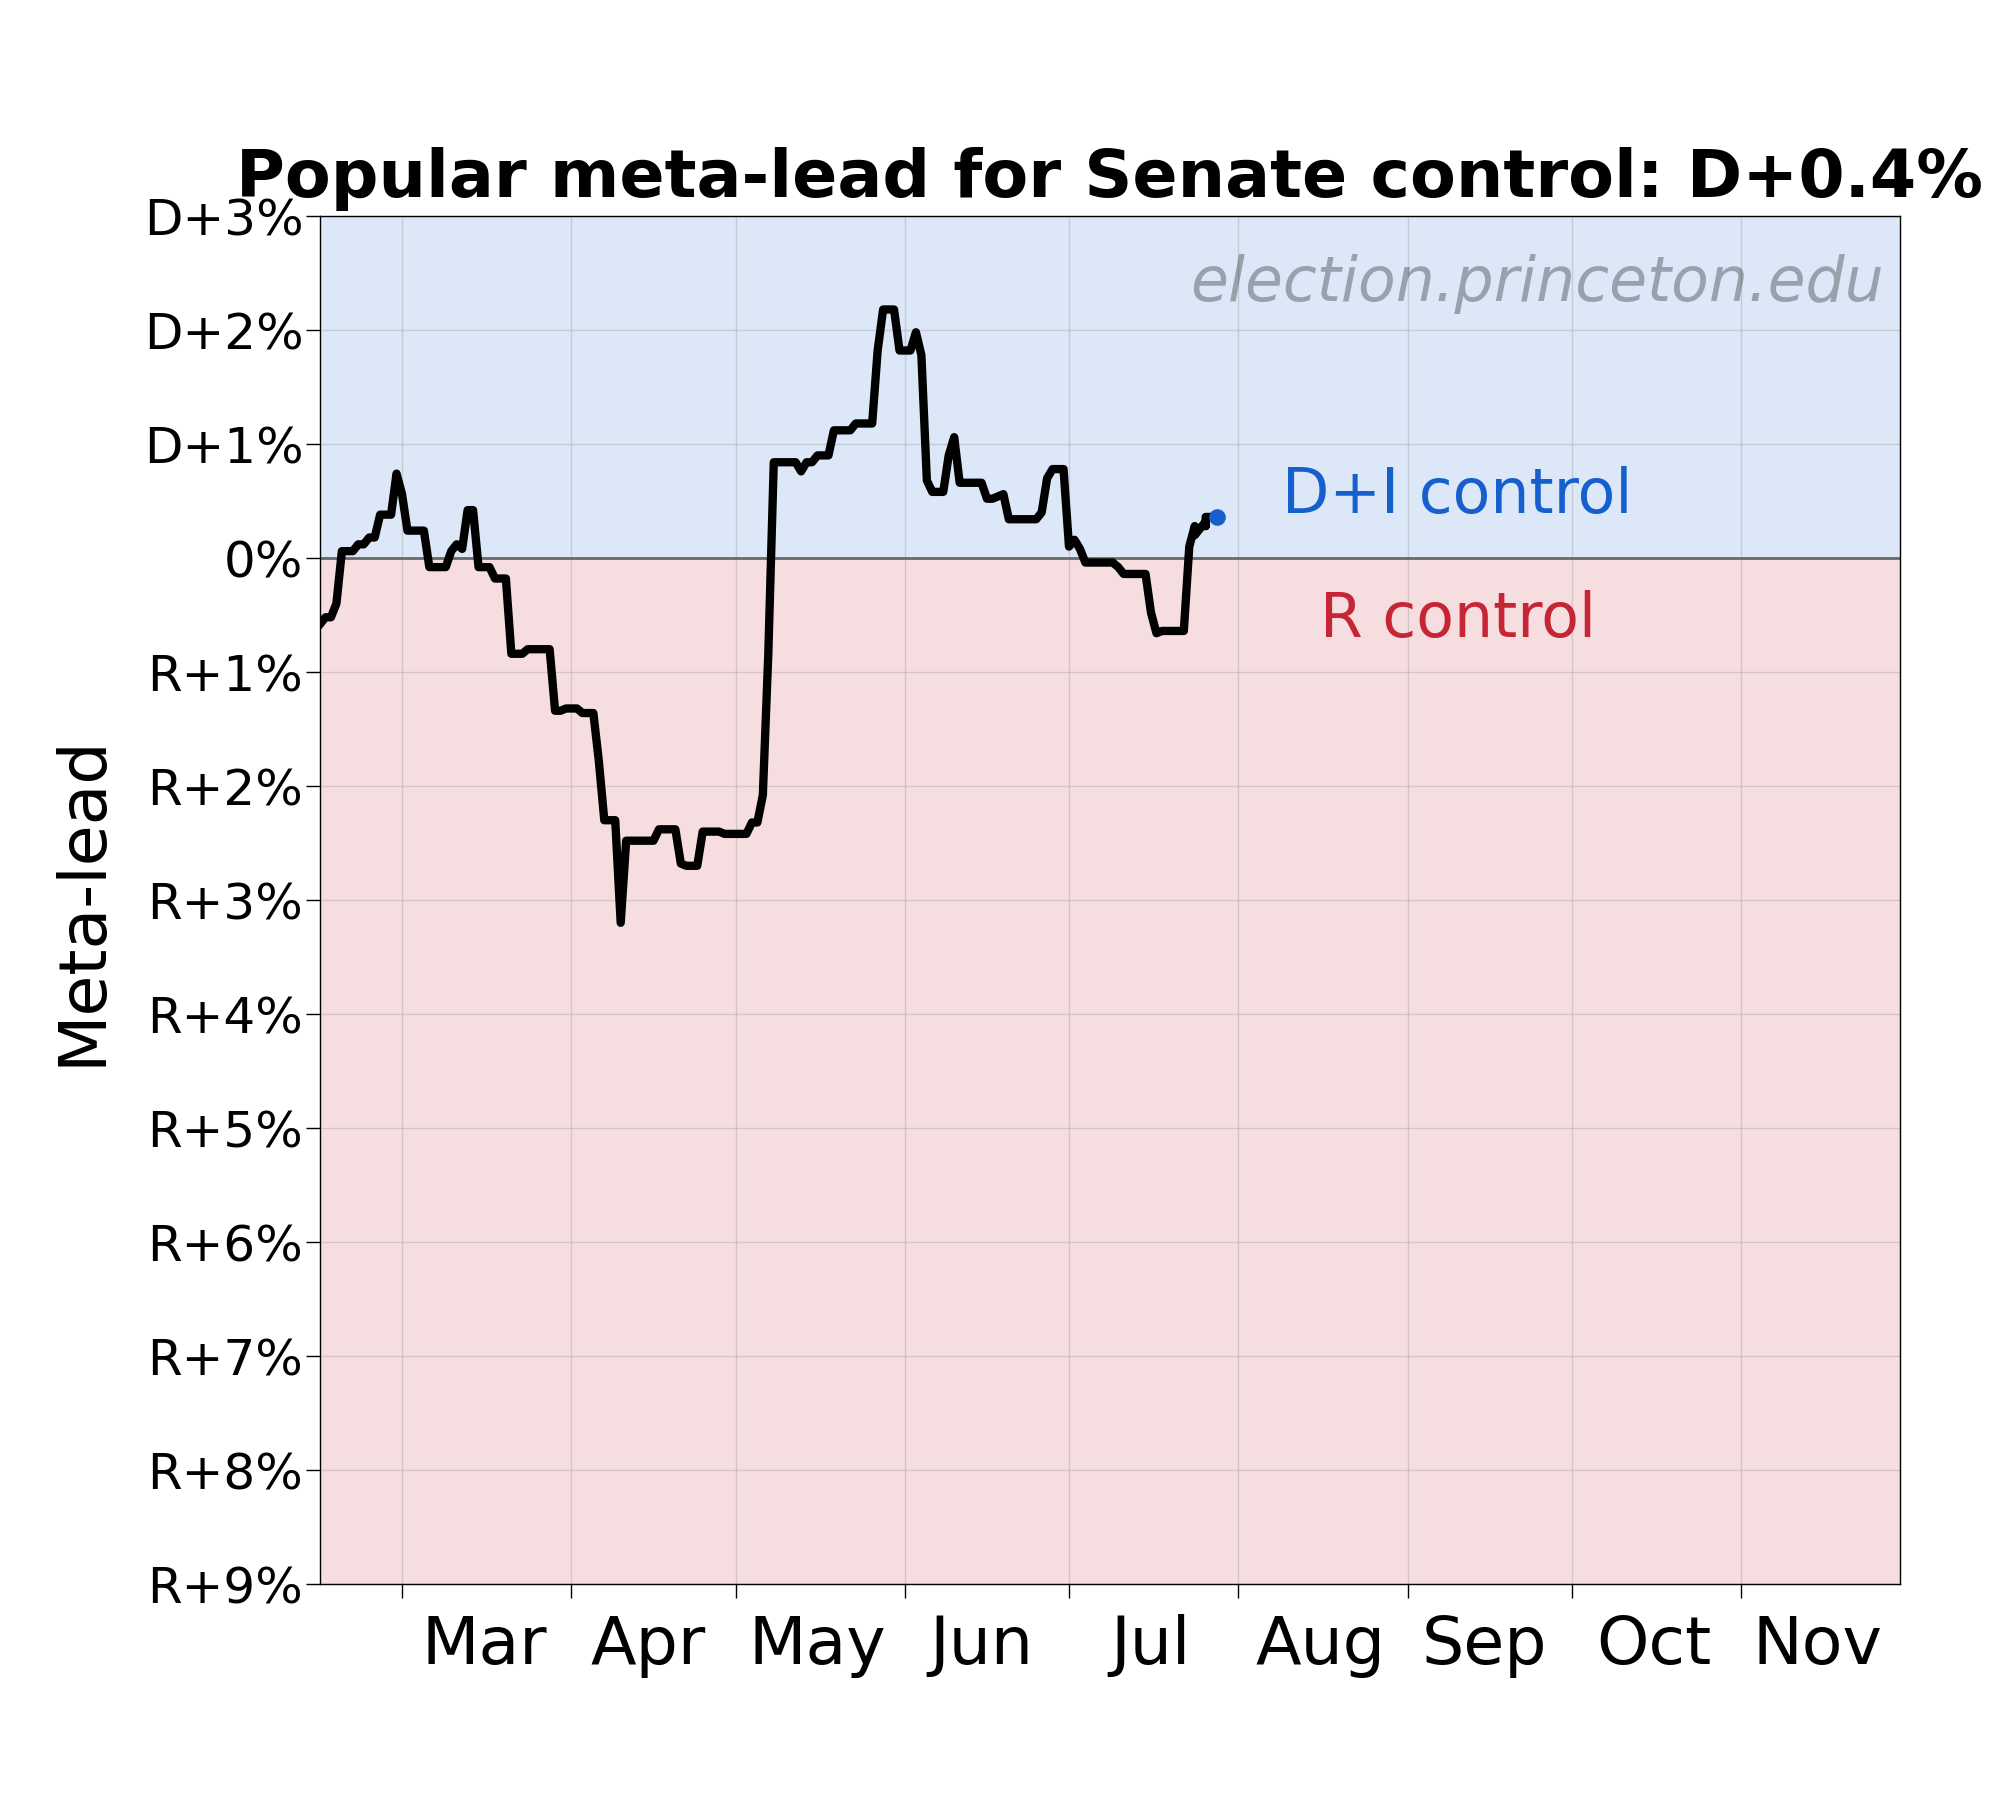 Popular meta-lead for Senate control: D+0.4%
D+3%
election.princeton.edu
D+2%
D+1%
D+I control
0%
R control
R+1%
R+2%
Meta-lead
R+3%
R+4%
R+5%
R+6%
R+7%
R+8%
R+9%
Mar Apr May Jun Jul Aug Sep Oct Nov